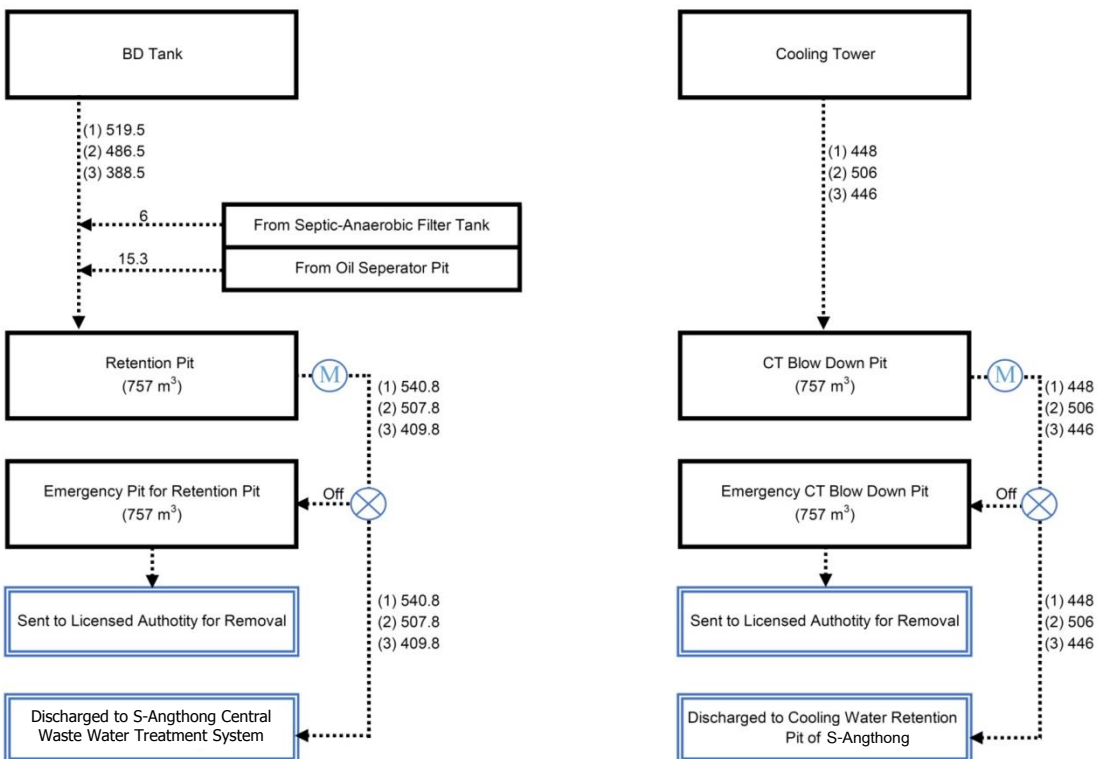 BD Tank
(1) 519.5
(2) 486.5
(3) 388.5
6
From Septic-Anaerobic Filter Tank
15.3
From Oil Seperator Pit
Retention Pit
(757 m³)
M
(1) 540.8
(2) 507.8
(3) 409.8
Emergency Pit for Retention Pit
(757 m³)
Off
Sent to Licensed Authotity for Removal
(1) 540.8
(2) 507.8
(3) 409.8
Discharged to S-Angthong Central
Waste Water Treatment System
Cooling Tower
(1) 448
(2) 506
(3) 446
CT Blow Down Pit
(757 m³)
M
(1) 448
(2) 506
(3) 446
Emergency CT Blow Down Pit
(757 m³)
Off
Sent to Licensed Authotity for Removal
(1) 448
(2) 506
(3) 446
Discharged to Cooling Water Retention
Pit of S-Angthong